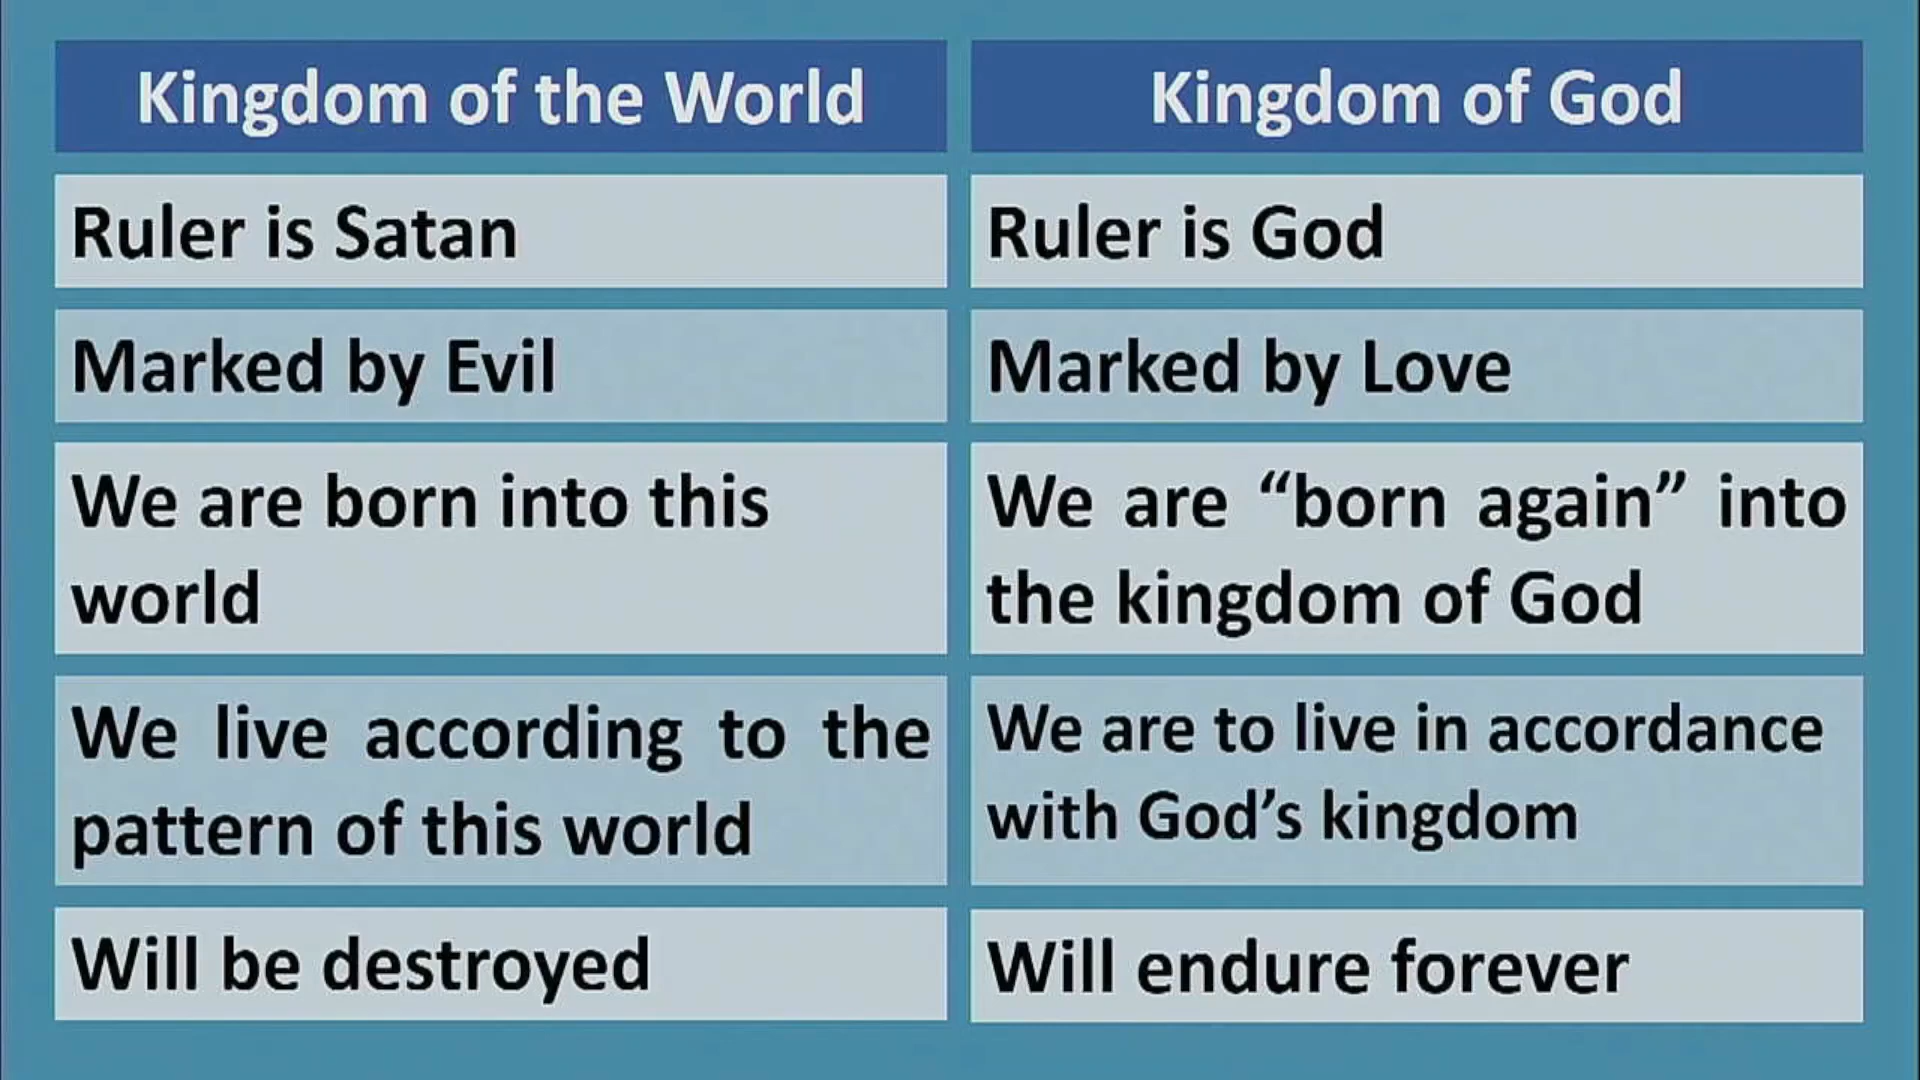 Kingdom of the World
Kingdom of God
Ruler is Satan
Ruler is God
Marked by Evil
Marked by Love
We are born into this
world
We are “born again” into
the kingdom of God
We live according to the
pattern of this world
We are to live in accordance
with God’s kingdom
Will be destroyed
Will endure forever